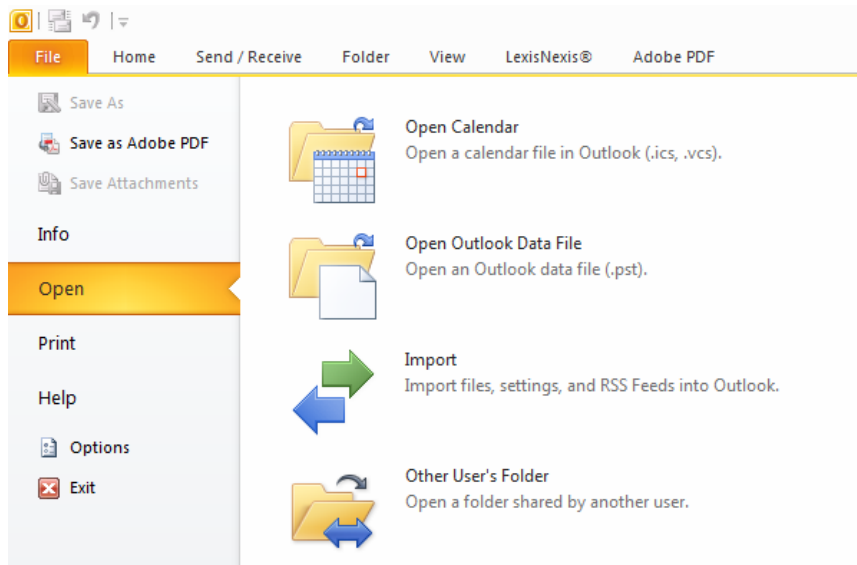 File Home Send / Receive Folder View LexisNexis® Adobe PDF
Save As
Save as Adobe PDF
Save Attachments
Info
Open
Print
Help
Options
Exit
Open Calendar
Open a calendar file in Outlook (.ics, .vcs).
Open Outlook Data File
Open an Outlook data file (.pst).
Import
Import files, settings, and RSS Feeds into Outlook.
Other User's Folder
Open a folder shared by another user.